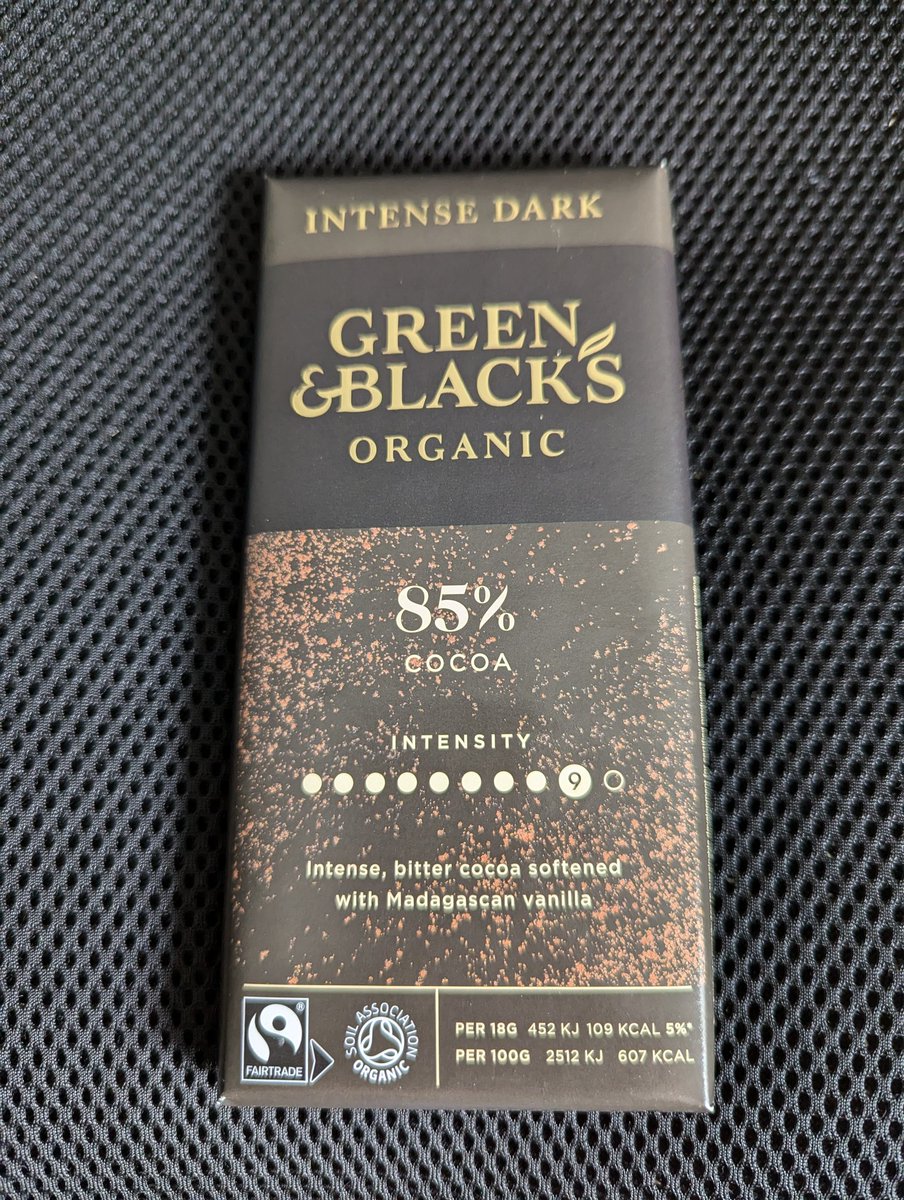 INTENSE DARK
GREEN
&BLACK'S
ORGANIC
85%
COCOA
INTENSITY
9
Intense, bitter cocoa softened
with Madagascan vanilla
®
FAIRTRADE
SOIL ASSOCIATION
ORGANIC
PER 18G 452 KJ 109 KCAL 5%*
PER 100G 2512 KJ 607 KCAL